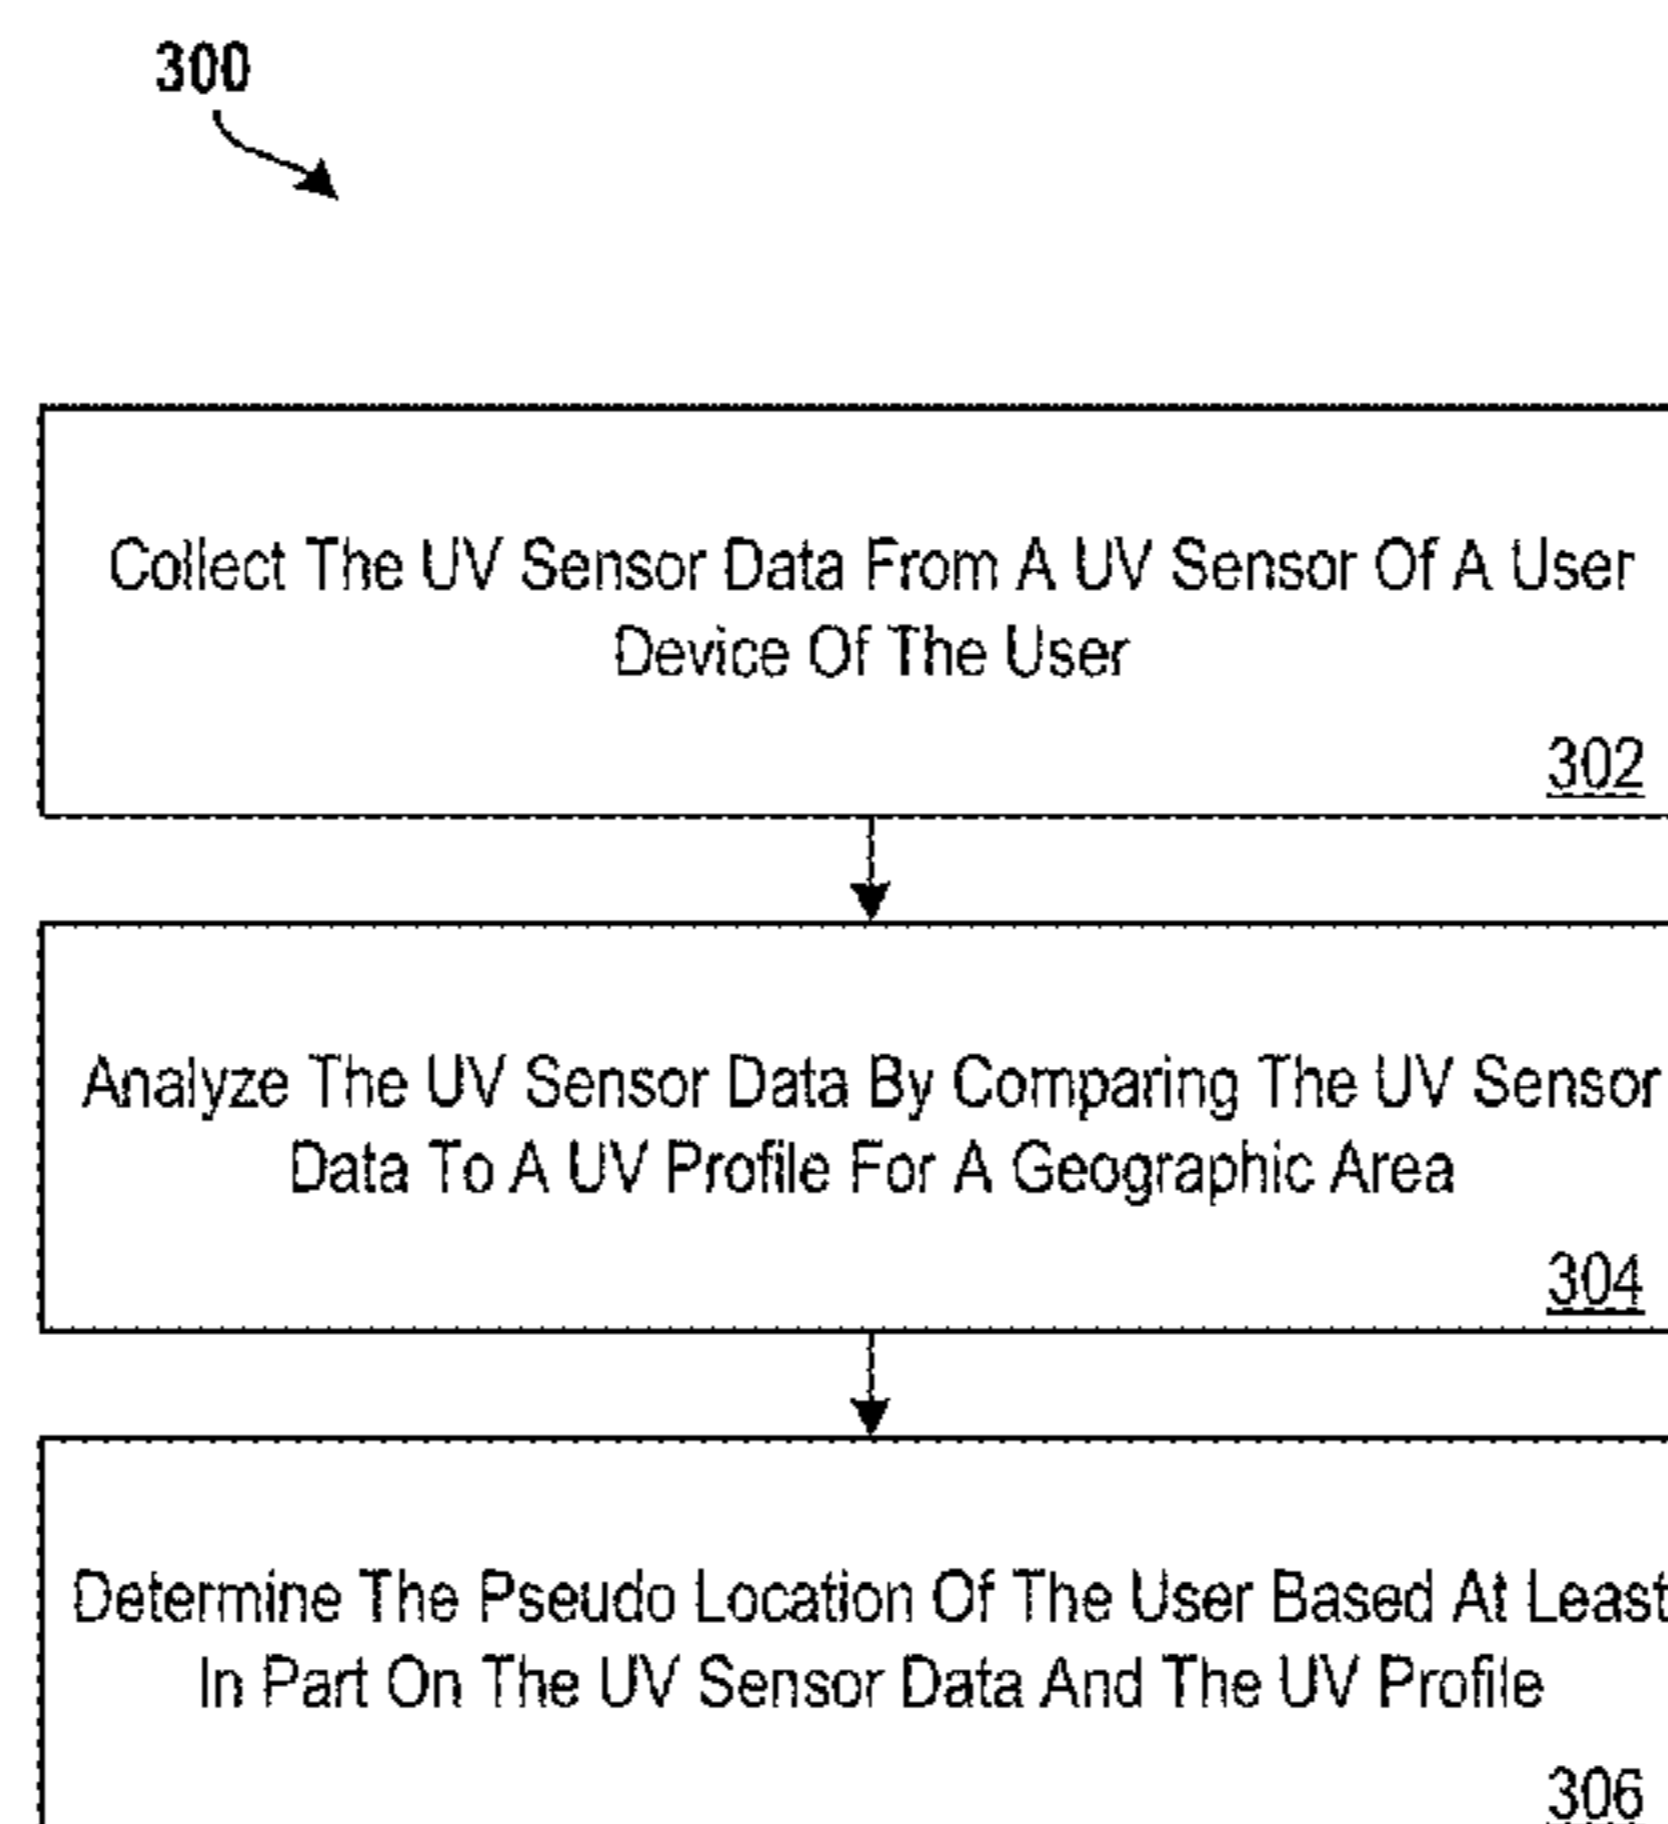 300
Collect The UV Sensor Data From A UV Sensor Of A User
Device Of The User
302
Analyze The UV Sensor Data By Comparing The UV Sensor
Data To A UV Profile For A Geographic Area
304
Determine The Pseudo Location Of The User Based At Least
In Part On The UV Sensor Data And The UV Profile
306